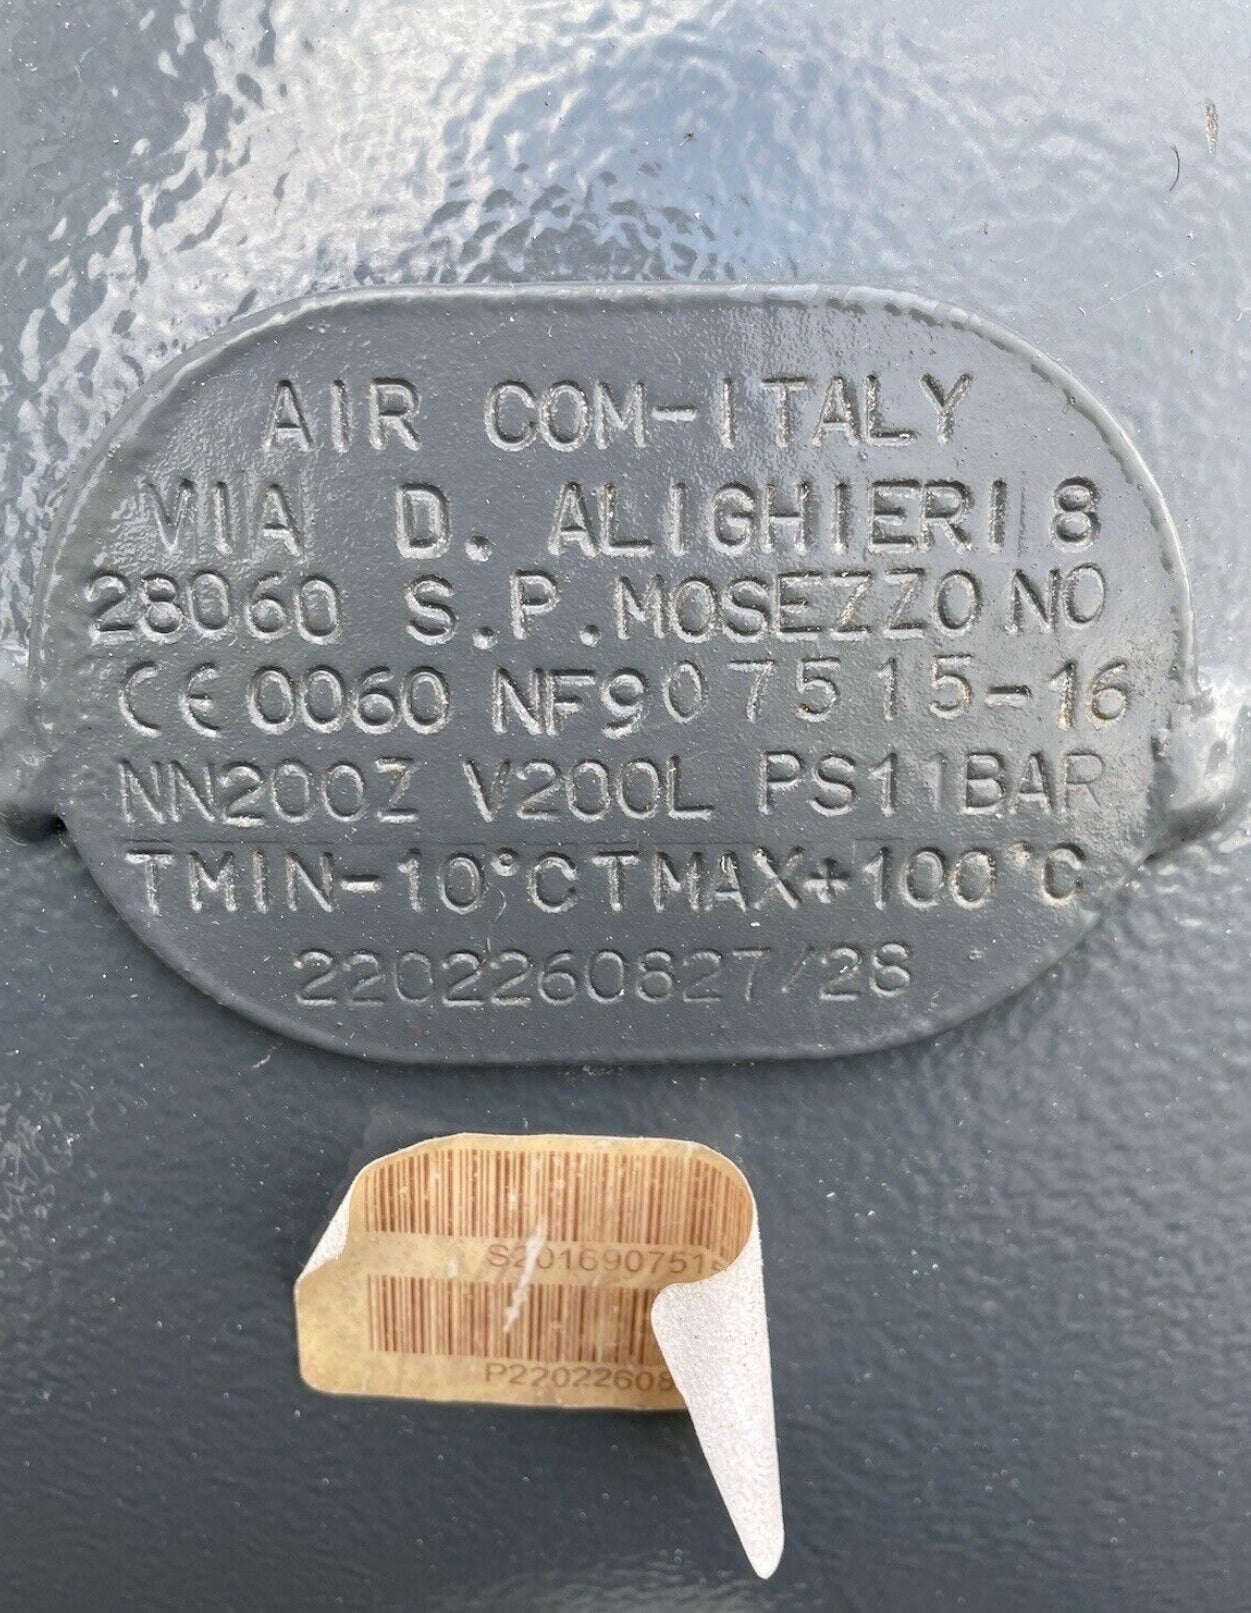 AIR COM-ITALY
VIA D. ALIGHIERI 8
28060 S.P. MOSEZZO NO
CE 0060 NF907515-16
NN200Z V200L PS11BAR
TMIN-10°C TMAX+100°C
2202260827/28
S201690751
P22022608